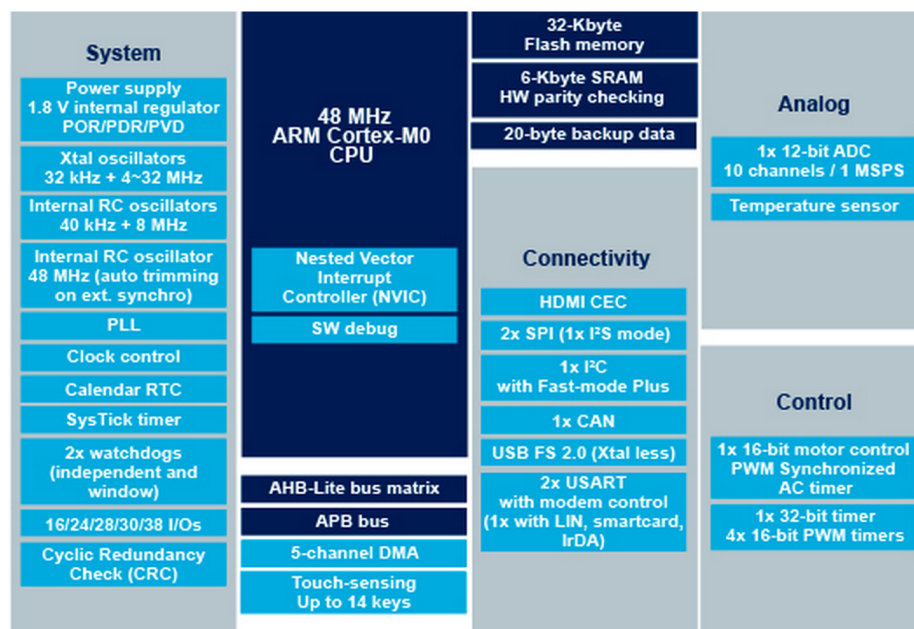 System
Power supply
1.8 V internal regulator
POR/PDR/PVD
Xtal oscillators
32 kHz + 4~32 MHz
Internal RC oscillators
40 kHz + 8 MHz
Internal RC oscillator
48 MHz (auto trimming
on ext. synchro)
PLL
Clock control
Calendar RTC
SysTick timer
2x watchdogs
(independent and
window)
16/24/28/30/38 I/Os
Cyclic Redundancy
Check (CRC)
48 MHz
ARM Cortex-M0
CPU
Nested Vector
Interrupt
Controller (NVIC)
SW debug
AHB-Lite bus matrix
APB bus
5-channel DMA
Touch-sensing
Up to 14 keys
32-Kbyte
Flash memory
6-Kbyte SRAM
HW parity checking
20-byte backup data
Connectivity
HDMI CEC
2x SPI (1x I²S mode)
1x I²C
with Fast-mode Plus
1x CAN
USB FS 2.0 (Xtal less)
2x USART
with modem control
(1x with LIN, smartcard,
IrDA)
Analog
1x 12-bit ADC
10 channels / 1 MSPS
Temperature sensor
Control
1x 16-bit motor control
PWM Synchronized
AC timer
1x 32-bit timer
4x 16-bit PWM timers